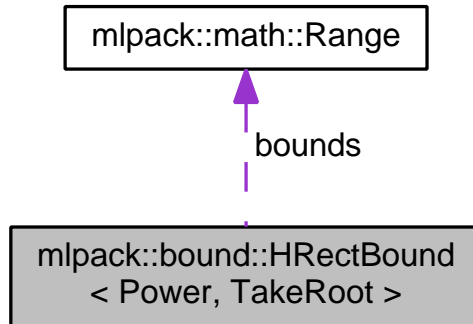 mlpack::math::Range
bounds
mlpack::bound::HRectBound
< Power, TakeRoot >